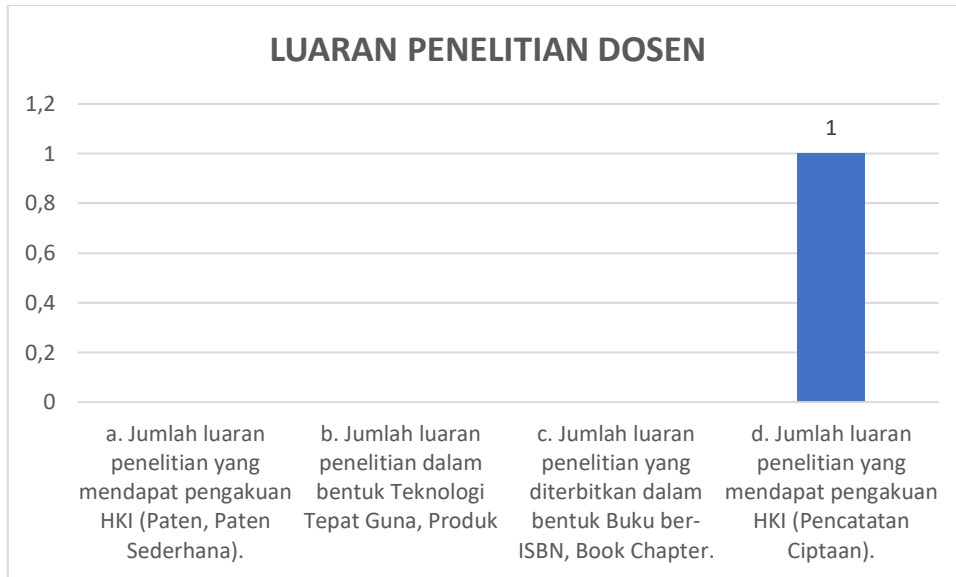 LUARAN PENELITIAN DOSEN
1,2
1
0,8
0,6
0,4
0,2
0
1
a. Jumlah luaran
penelitian yang
mendapat pengakuan
HKI (Paten, Paten
Sederhana).
b. Jumlah luaran
penelitian dalam
bentuk Teknologi
Tepat Guna, Produk
c. Jumlah luaran
penelitian yang
diterbitkan dalam
bentuk Buku ber-
ISBN, Book Chapter.
d. Jumlah luaran
penelitian yang
mendapat pengakuan
HKI (Pencatatan
Ciptaan).